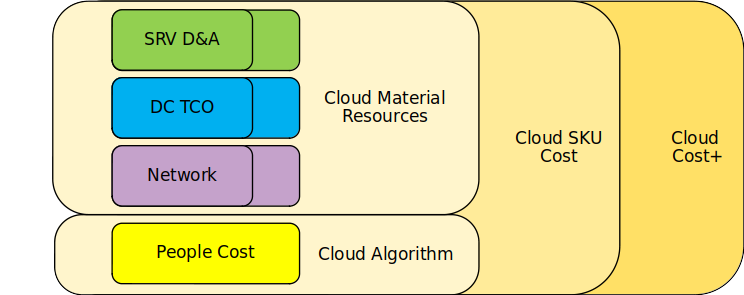 SRV D&A
DC TCO
Network
Cloud Material
Resources
People Cost
Cloud Algorithm
Cloud SKU
Cost
Cloud
Cost+